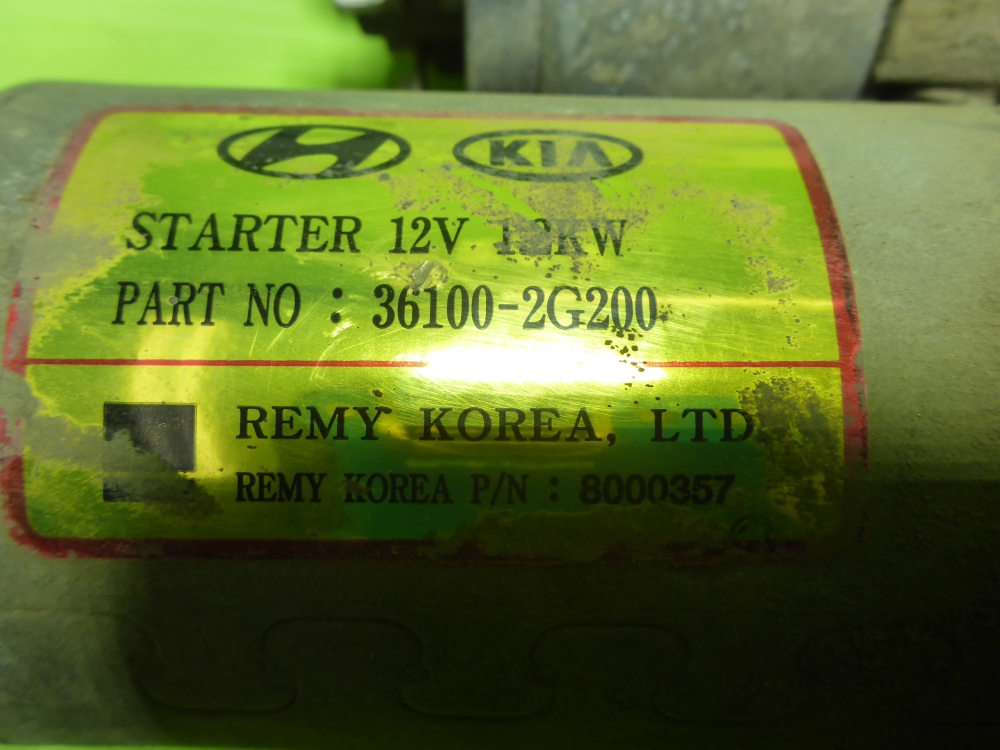 KIA
STARTER 12V
PART NO : 36100-2G200
REMY KOREA, LTD
REMY KOREA P/N : 8000357